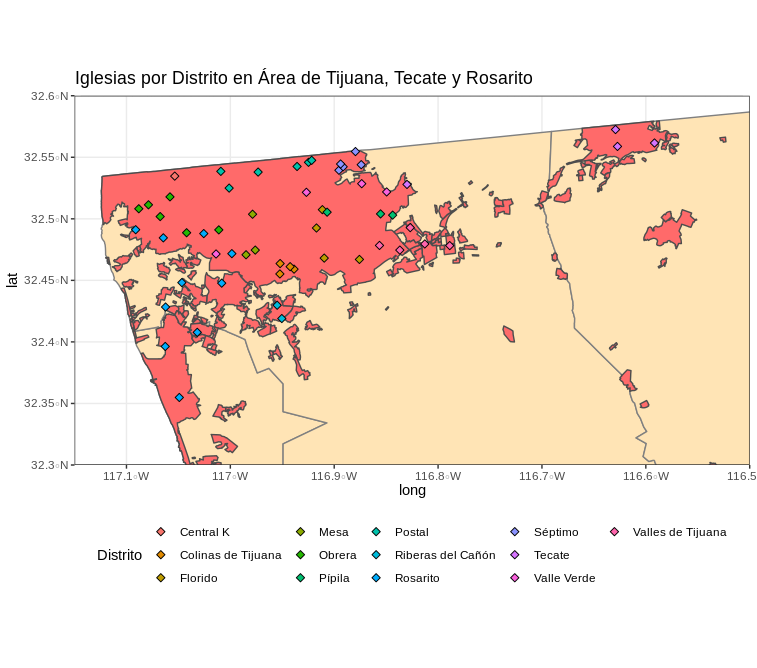 Iglesias por Distrito en Área de Tijuana, Tecate y Rosarito
32.6°N
32.55°N
32.5°N
32.45°N
32.4°N
32.35°N
32.3°N
lat
117.1°W 117°W 116.9°W 116.8°W 116.7°W 116.6°W 116.5
long
Distrito
Central K Mesa Postal Séptimo Valles de Tijuana
Colinas de Tijuana Obrera Riberas del Cañón Tecate
Florido Pípila Rosarito Valle Verde